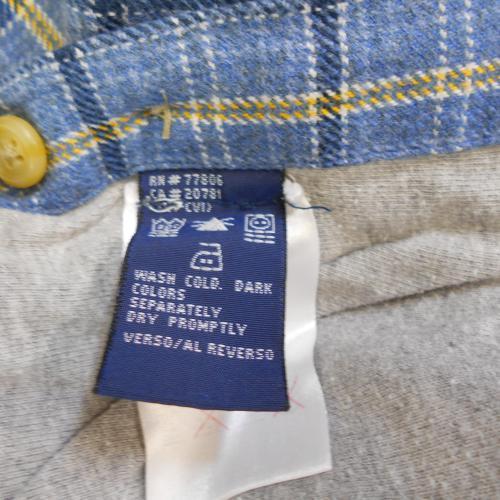 RN # 77806
CA # 20781
(VI)
WASH COLD. DARK
COLORS
SEPARATELY
DRY PROMPTLY
VERSO/AL REVERSO